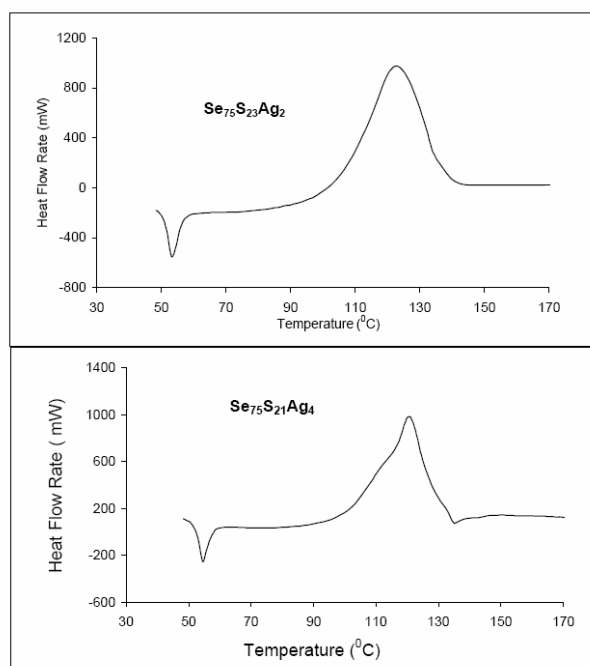 1200
800
400
0
-400
-800
Heat Flow Rate (mW)
Se₇₅S₂₃Ag₂
30 50 70 90 110 130 150 170
Temperature (⁰C)
1400
1000
600
200
-200
-600
Heat Flow Rate ( mW)
Se₇₅S₂₁Ag₄
30 50 70 90 110 130 150 170
Temperature (⁰C)